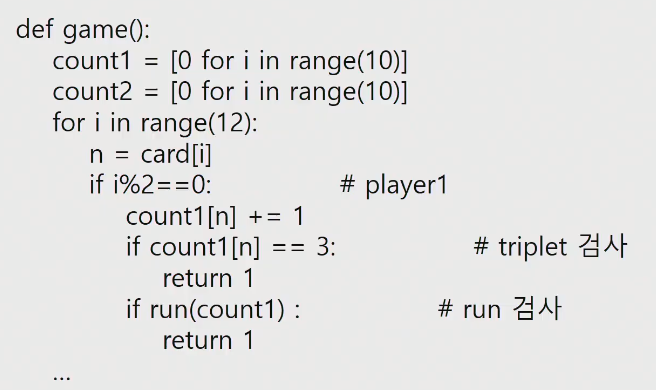 def game():
count1 = [0 for i in range(10)]
count2 = [0 for i in range(10)]
for i in range(12):
n = card[i]
if i%2==0: # player1
count1[n] += 1
if count1[n] == 3: # triplet 검사
return 1
if run(count1) : # run 검사
return 1
...